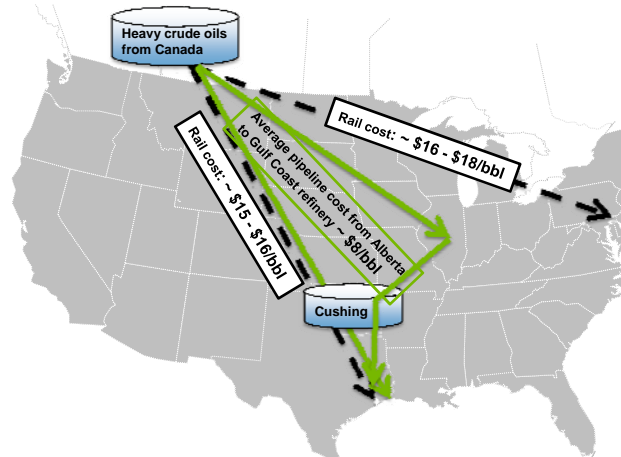 Heavy crude oils
from Canada
Rail cost: ~ $16 - $18/bbl
Average pipeline cost from Alberta
to Gulf Coast refinery ~ $8/bbl
Rail cost: ~ $15 - $16/bbl
Cushing